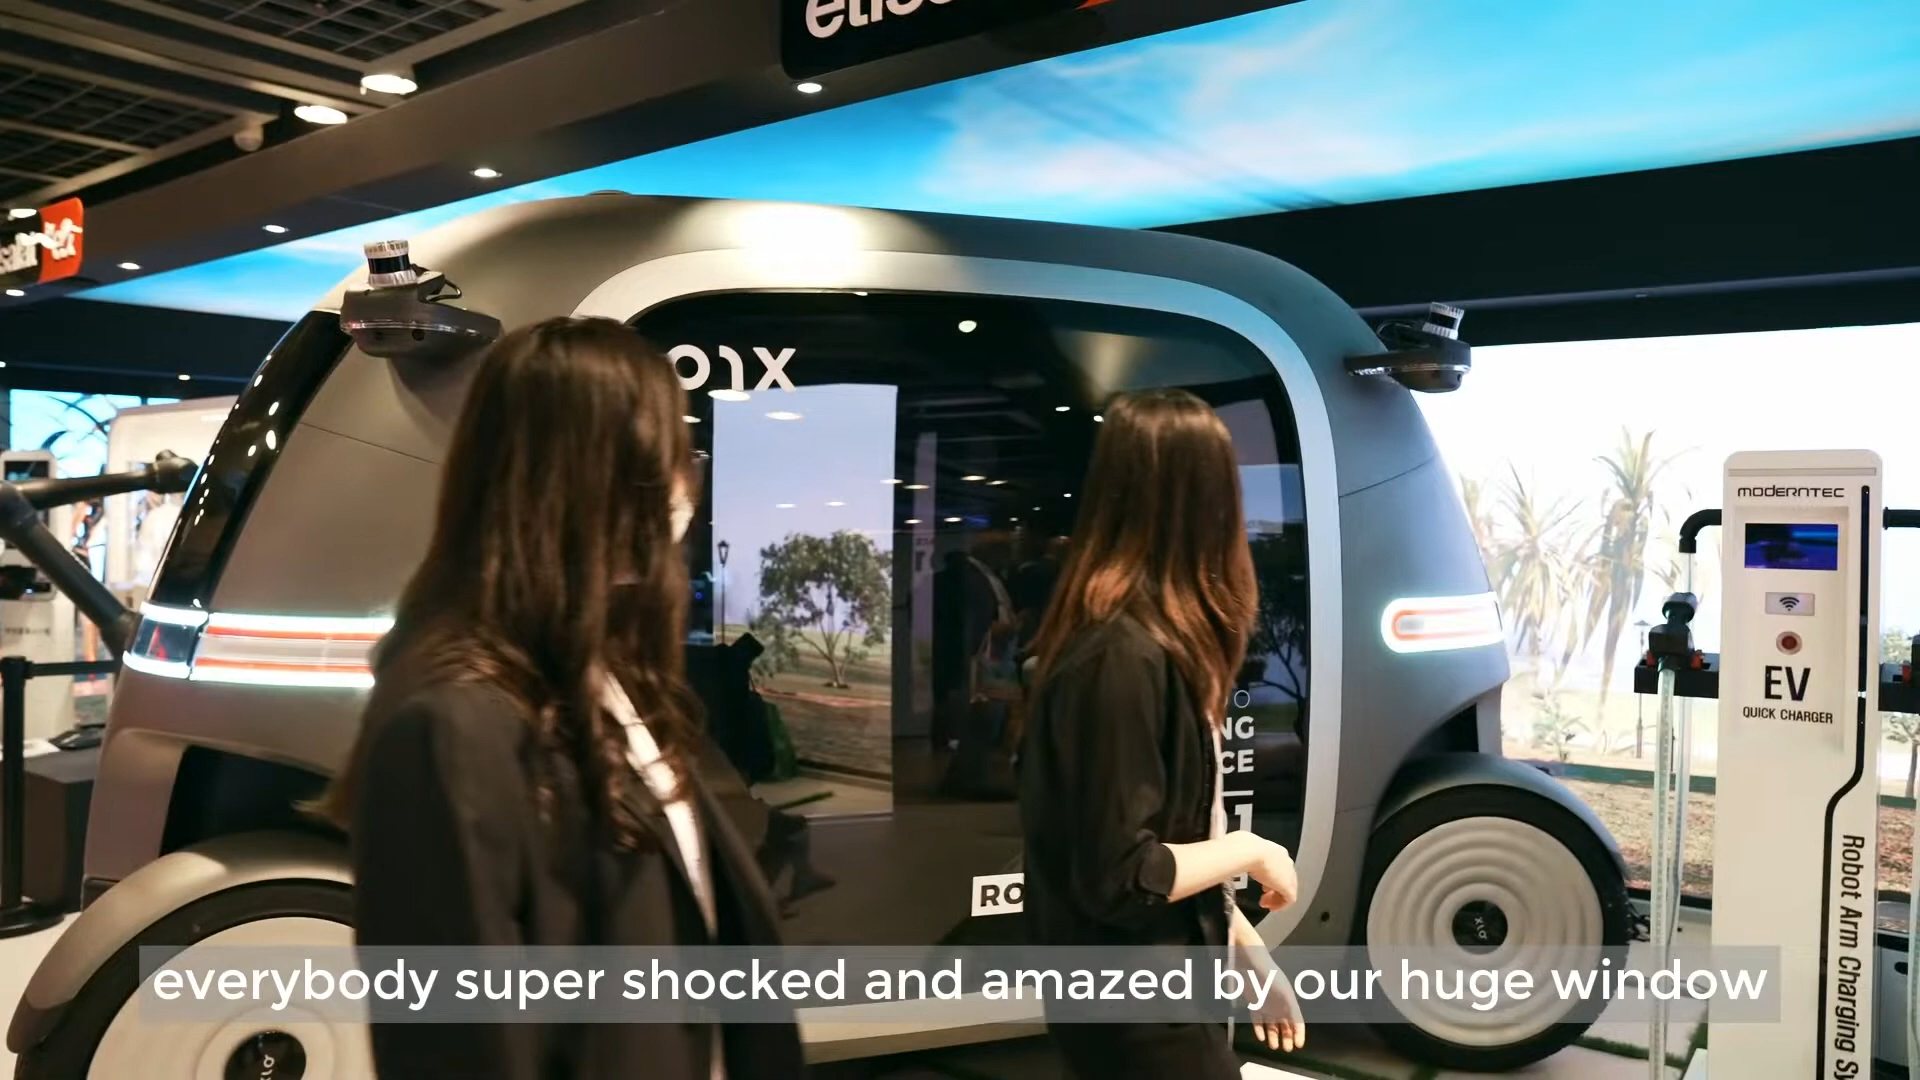 MODERNTEC
EV
QUICK CHARGER
Robot Arm Charging
RO
NG
CE
everybody super shocked and amazed by our huge window